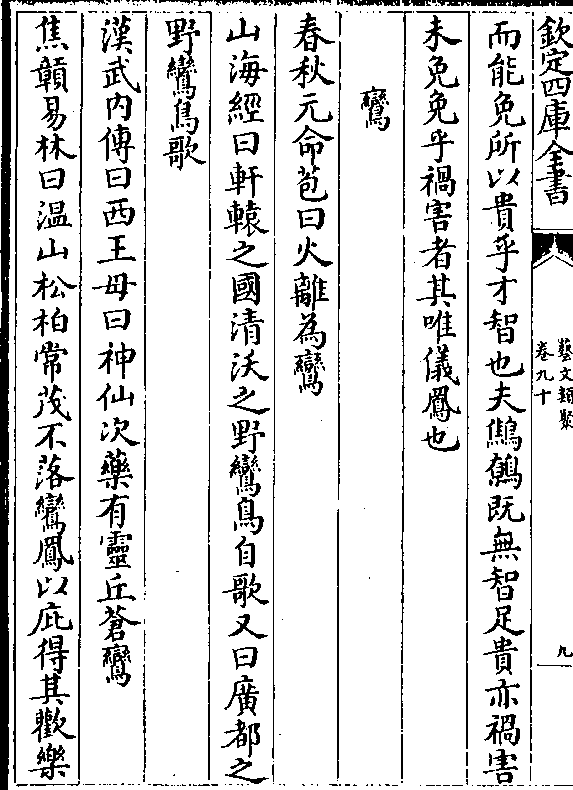 欽定四庫全書
藝文類聚
卷九十
九
而能免所以貴乎才智也夫鷦鵝既無智足貴亦禍害
未免免乎禍害者其唯儀鳳也
鸞
春秋元命苞曰火離為鸞
山海經曰軒轅之國清沃之野鸞鳥自歌又曰廣都之
野鸞鳥歌
漢武内傳曰西王母曰神仙次藥有靈丘蒼鸞
焦贛易林曰温山松柏常茂不落鸞鳳以庇得其歡樂